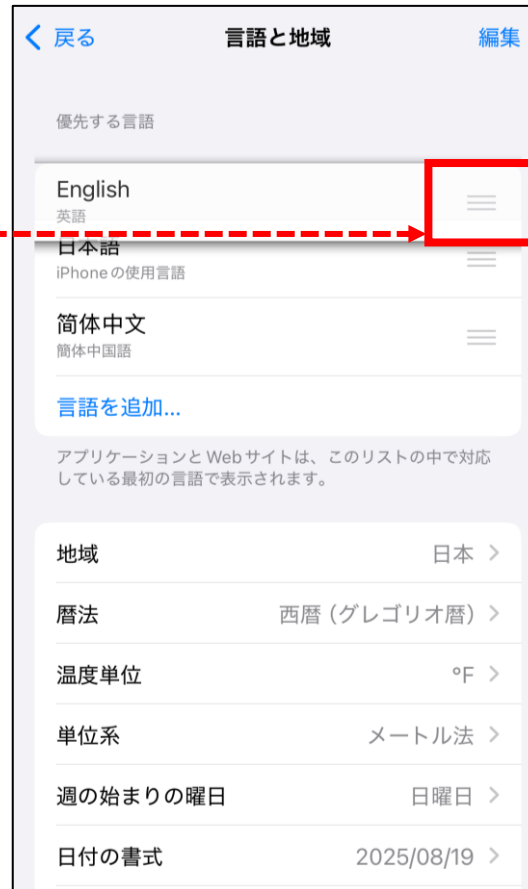 戻る 言語と地域 編集
優先する言語
English
英語
日本語
iPhoneの使用言語
简体中文
簡体中国語
言語を追加...
アプリケーションとWebサイトは、このリストの中で対応
している最初の言語で表示されます。
地域 日本
暦法 西暦（グレゴリオ暦）
温度単位 °F
単位系 メートル法
週の始まりの曜日 日曜日
日付の書式 2025/08/19